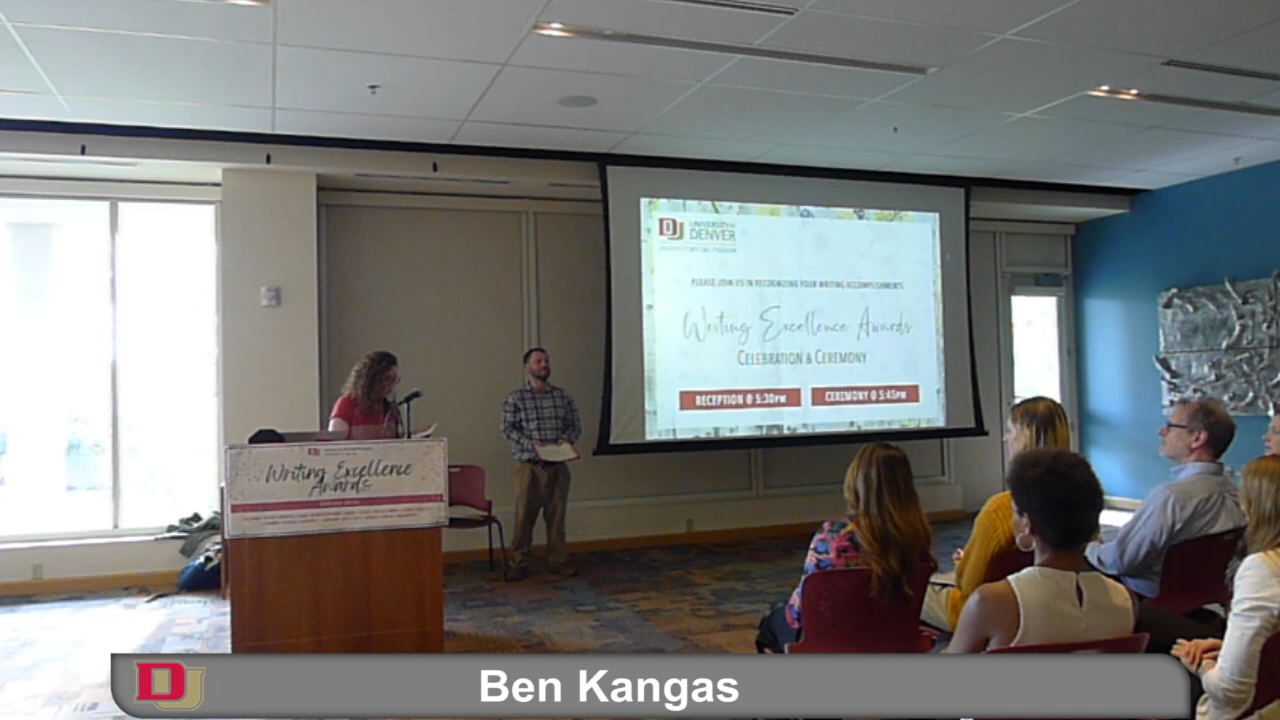 DU UNIVERSITY of
DENVER
PLEASE JOIN US IN RECOGNIZING YOUR WRITING ACCOMPLISHMENTS
Writing Excellence Awards
CELEBRATION & CEREMONY
RECEPTION @ 5:30PM
CEREMONY @ 5:45PM
Writing Excellence
Awards
DU
Ben Kangas